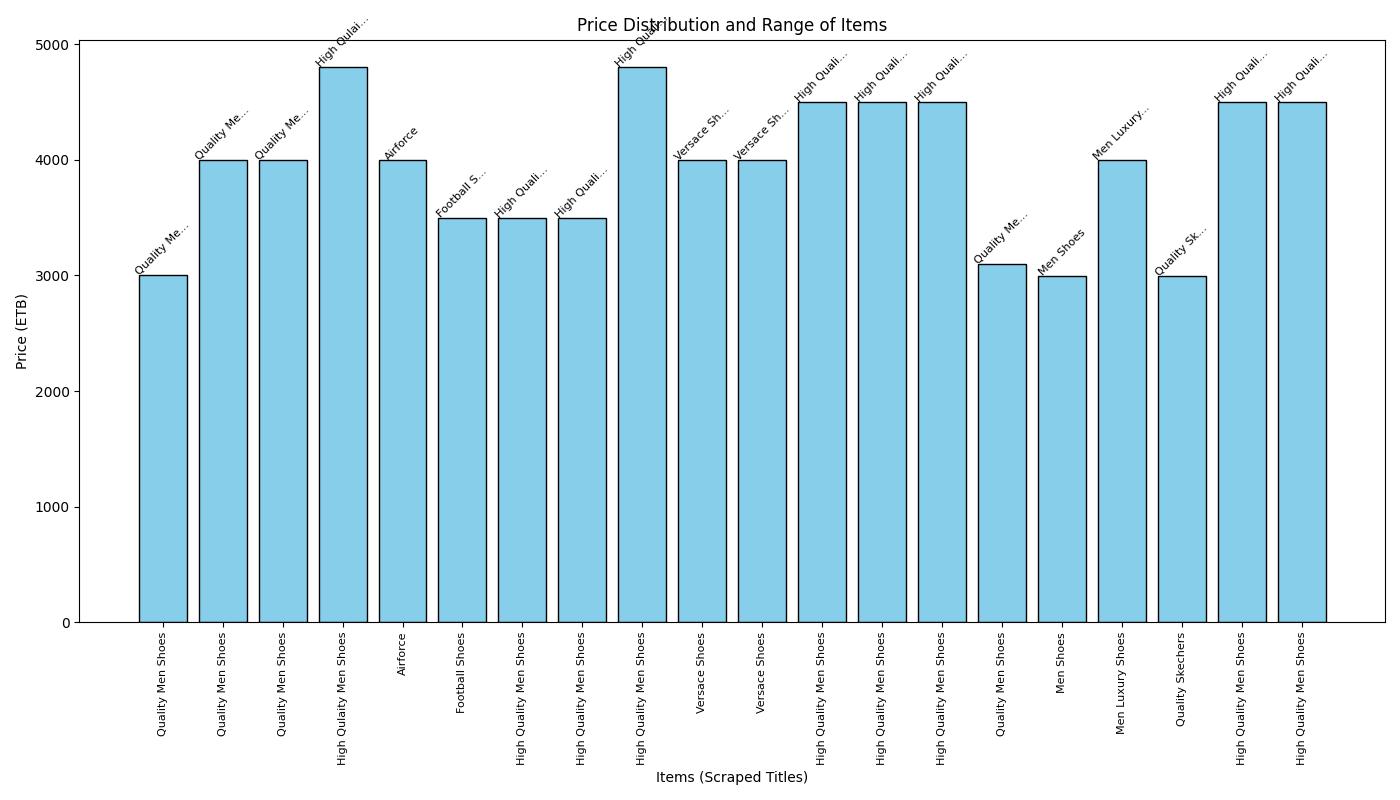 Price Distribution and Range of Items
Price (ETB)
5000
4000
3000
2000
1000
0
Quality Me...
Quality Me...
Quality Me...
High Qulai...
Airforce
Football S...
High Quali...
High Quali...
High Quali...
Versace Sh...
Versace Sh...
High Quali...
High Quali...
High Quali...
Quality Me...
Men Shoes
Men Luxury...
Quality Sk...
High Quali...
High Quali...
Quality Men Shoes
Quality Men Shoes
Quality Men Shoes
High Qulaity Men Shoes
Airforce
Football Shoes
High Quality Men Shoes
High Quality Men Shoes
High Quality Men Shoes
Versace Shoes
Versace Shoes
High Quality Men Shoes
High Quality Men Shoes
High Quality Men Shoes
Quality Men Shoes
Men Shoes
Men Luxury Shoes
Quality Skechers
High Quality Men Shoes
High Quality Men Shoes
Items (Scraped Titles)